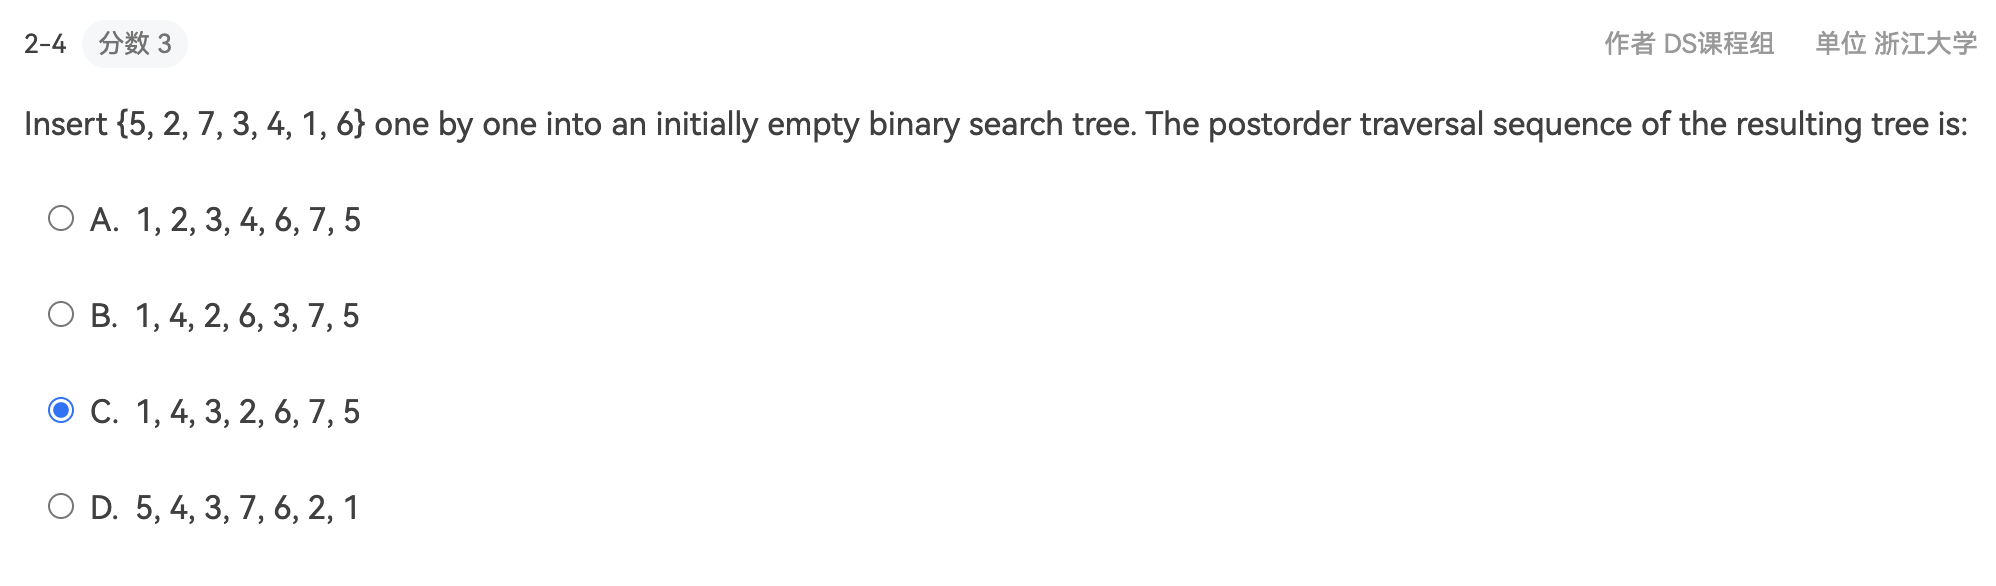 2-4 分数 3 作者 DS课程组 单位 浙江大学
Insert {5, 2, 7, 3, 4, 1, 6} one by one into an initially empty binary search tree. The postorder traversal sequence of the resulting tree is:
A. 1, 2, 3, 4, 6, 7, 5
B. 1, 4, 2, 6, 3, 7, 5
C. 1, 4, 3, 2, 6, 7, 5
D. 5, 4, 3, 7, 6, 2, 1